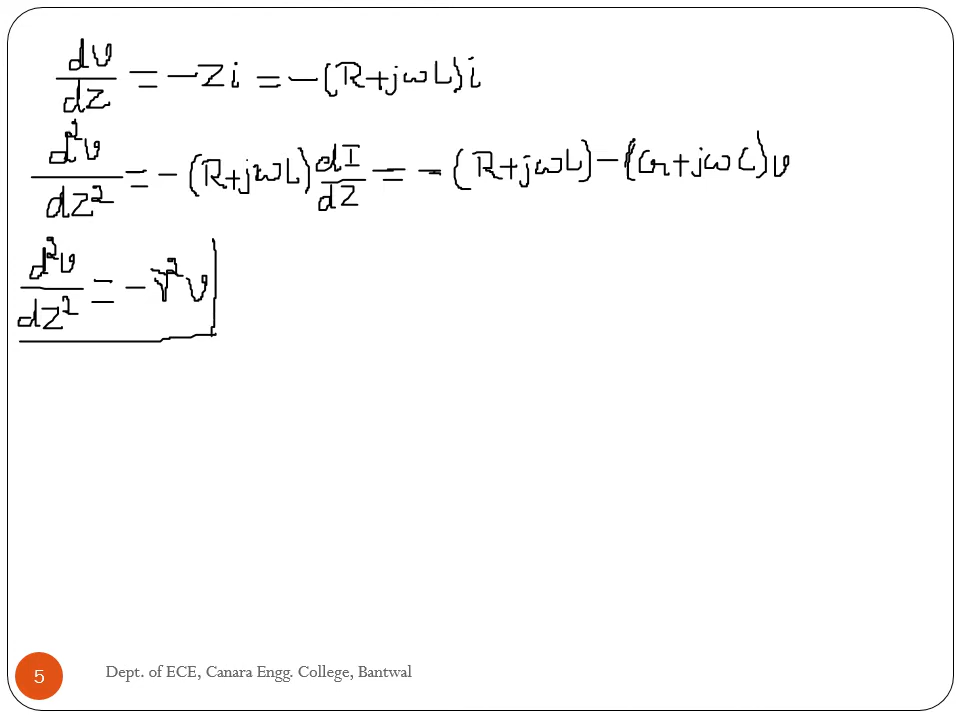 dv/dz = -Zi = -(R+jωL)i
d²v/dz² = -(R+jωL)dI/dz = -(R+jωL)-(G+jωC)v
d²v/dz² = -γ²v
5 Dept. of ECE, Canara Engg. College, Bantwal